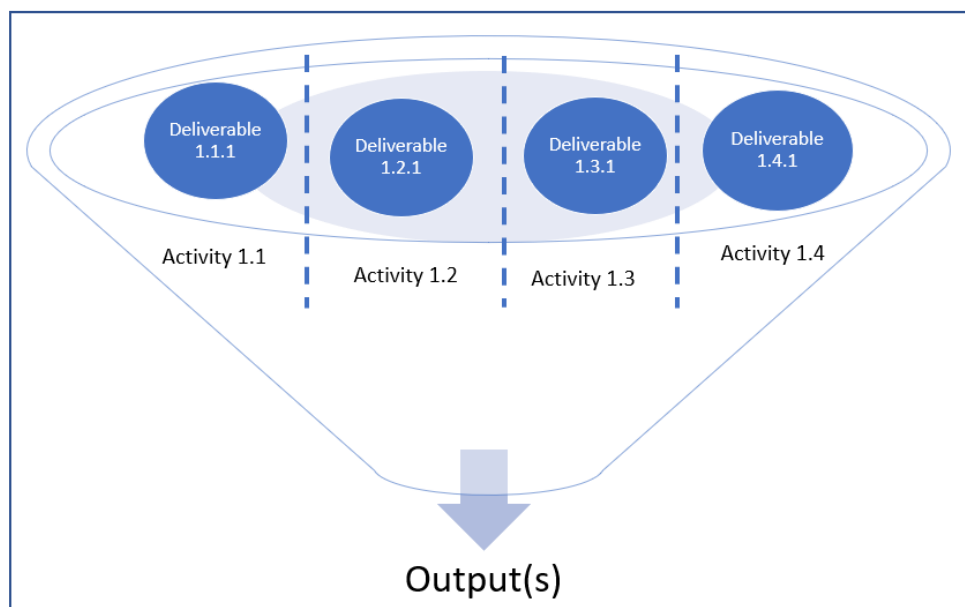 Deliverable
1.1.1
Deliverable
1.2.1
Deliverable
1.3.1
Deliverable
1.4.1
Activity 1.1
Activity 1.2
Activity 1.3
Activity 1.4
Output(s)